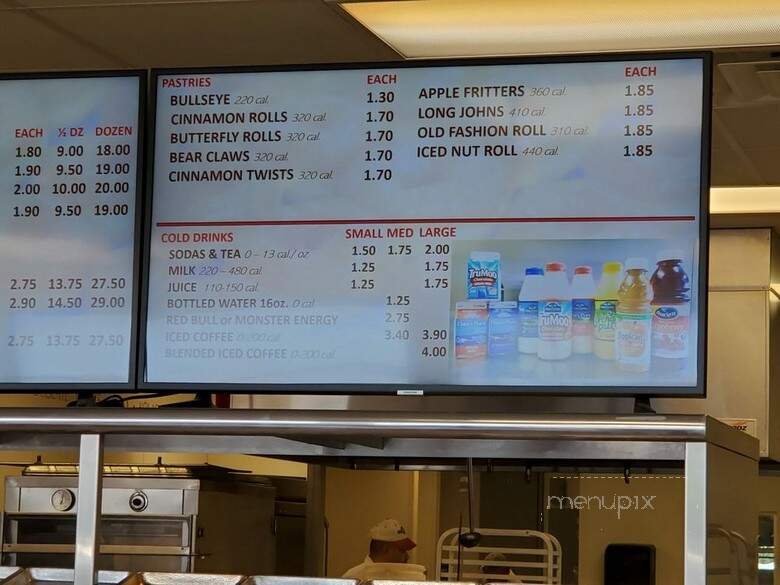 EACH ½ DZ DOZEN
1.80 9.00 18.00
1.90 9.50 19.00
2.00 10.00 20.00
1.90 9.50 19.00
2.75 13.75 27.50
2.90 14.50 29.00
2.75 13.75 27.50
PASTRIES EACH
BULLSEYE 220 cal. 1.30
CINNAMON ROLLS 320 cal. 1.70
BUTTERFLY ROLLS 320 cal. 1.70
BEAR CLAWS 320 cal. 1.70
CINNAMON TWISTS 320 cal. 1.70
EACH
APPLE FRITTERS 360 cal. 1.85
LONG JOHNS 410 cal. 1.85
OLD FASHION ROLL 310 cal. 1.85
ICED NUT ROLL 440 cal. 1.85
COLD DRINKS SMALL MED LARGE
SODAS & TEA 0 – 13 cal./ oz 1.50 1.75 2.00
MILK 220 – 480 cal. 1.25 1.75
JUICE 110-150 cal. 1.25 1.75
BOTTLED WATER 16oz. 0 cal. 1.25
RED BULL or MONSTER ENERGY 2.75
ICED COFFEE 0-200 cal. 3.40 3.90
BLENDED ICED COFFEE 0-200 cal. 4.00
TruMoo
TruMoo
Tropicana
menupix